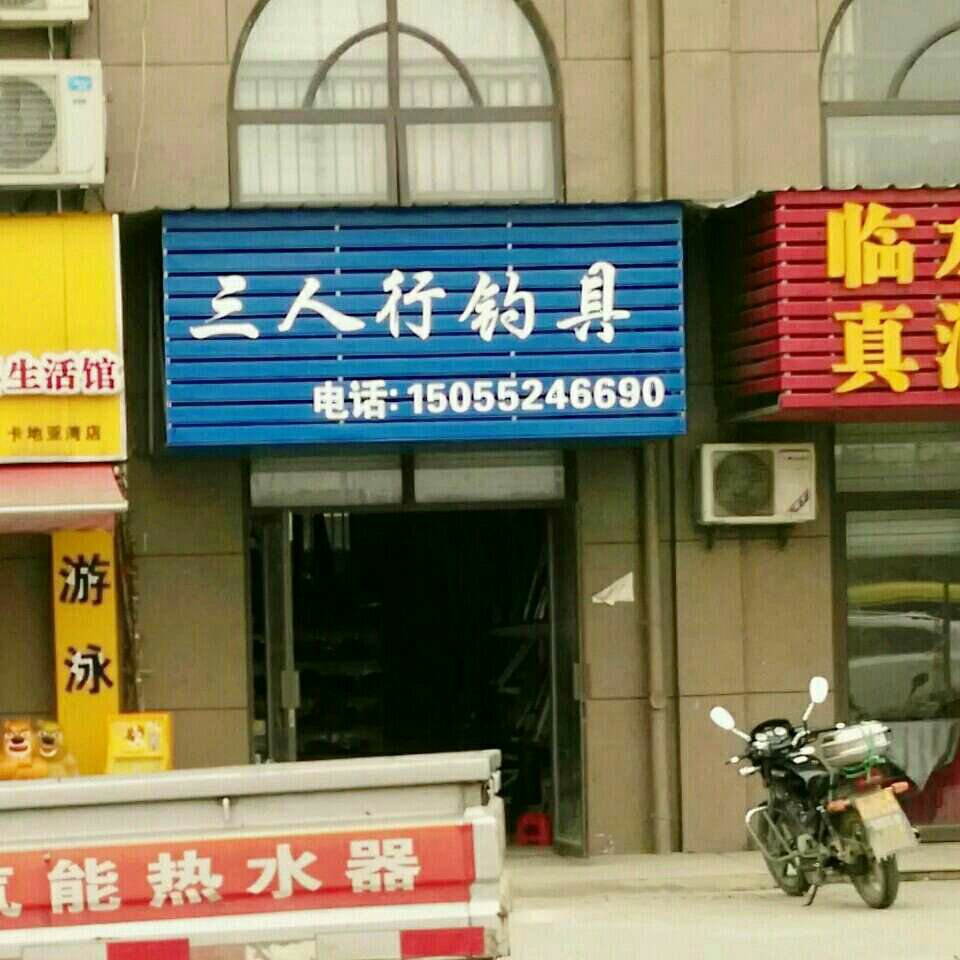 三人行钓具
电话:15055246690
生活馆
卡地亚湾店
游泳
临
真
能热水器